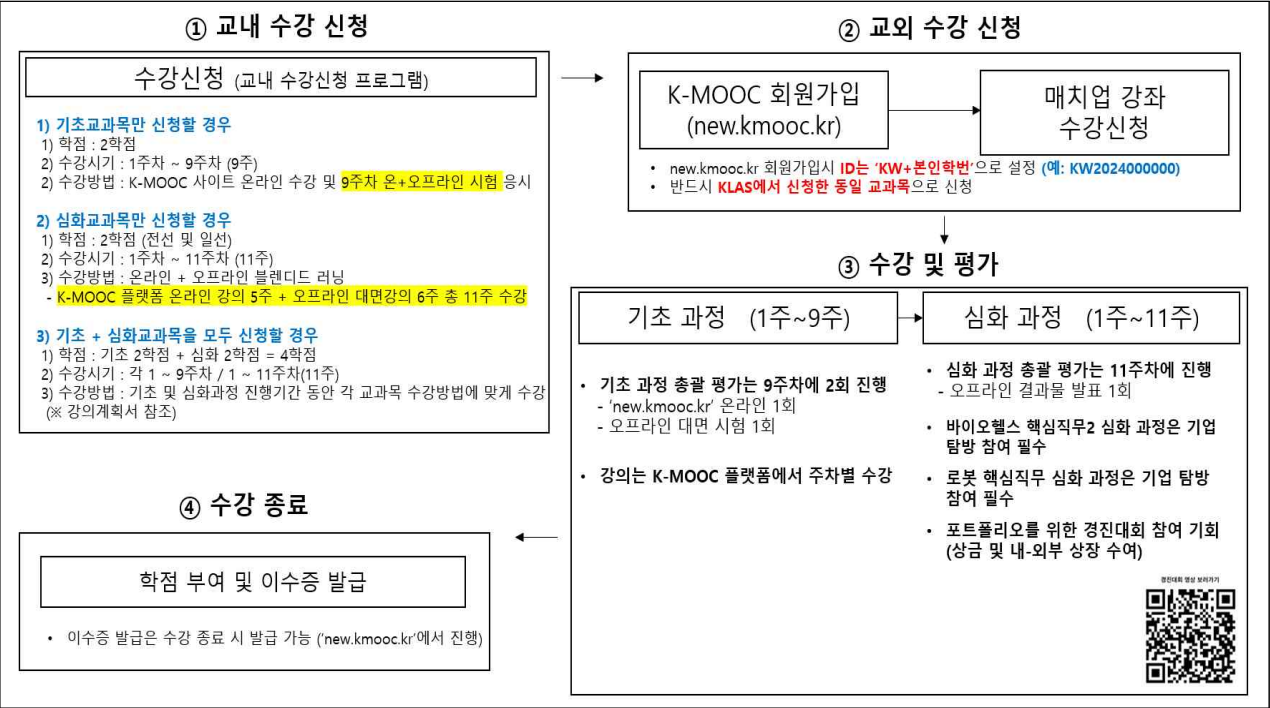 ① 교내 수강 신청
수강신청 (교내 수강신청 프로그램)
1) 기초교과목만 신청할 경우
1) 학점 : 2학점
2) 수강시기 : 1주차 ~ 9주차 (9주)
2) 수강방법 : K-MOOC 사이트 온라인 수강 및 9주차 온+오프라인 시험 응시
2) 심화교과목만 신청할 경우
1) 학점 : 2학점 (전선 및 일선)
2) 수강시기 : 1주차 ~ 11주차 (11주)
3) 수강방법 : 온라인 + 오프라인 블렌디드 러닝
- K-MOOC 플랫폼 온라인 강의 5주 + 오프라인 대면강의 6주 총 11주 수강
3) 기초 + 심화교과목을 모두 신청할 경우
1) 학점 : 기초 2학점 + 심화 2학점 = 4학점
2) 수강시기 : 각 1 ~ 9주차 / 1 ~ 11주차(11주)
3) 수강방법 : 기초 및 심화과정 진행기간 동안 각 교과목 수강방법에 맞게 수강
(※ 강의계획서 참조)
② 교외 수강 신청
K-MOOC 회원가입
(new.kmooc.kr)
매치업 강좌
수강신청
• new.kmooc.kr 회원가입시 ID는 ‘KW+본인학번’으로 설정 (예: KW2024000000)
• 반드시 KLAS에서 신청한 동일 교과목으로 신청
③ 수강 및 평가
기초 과정 (1주~9주)
• 기초 과정 총괄 평가는 9주차에 2회 진행
- ‘new.kmooc.kr’ 온라인 1회
- 오프라인 대면 시험 1회
• 강의는 K-MOOC 플랫폼에서 주차별 수강
심화 과정 (1주~11주)
• 심화 과정 총괄 평가는 11주차에 진행
- 오프라인 결과물 발표 1회
• 바이오헬스 핵심직무2 심화 과정은 기업
탐방 참여 필수
• 로봇 핵심직무 심화 과정은 기업 탐방
참여 필수
• 포트폴리오를 위한 경진대회 참여 기회
(상금 및 내-외부 상장 수여)
경진대회 영상 보러가기
④ 수강 종료
학점 부여 및 이수증 발급
• 이수증 발급은 수강 종료 시 발급 가능 (‘new.kmooc.kr’에서 진행)